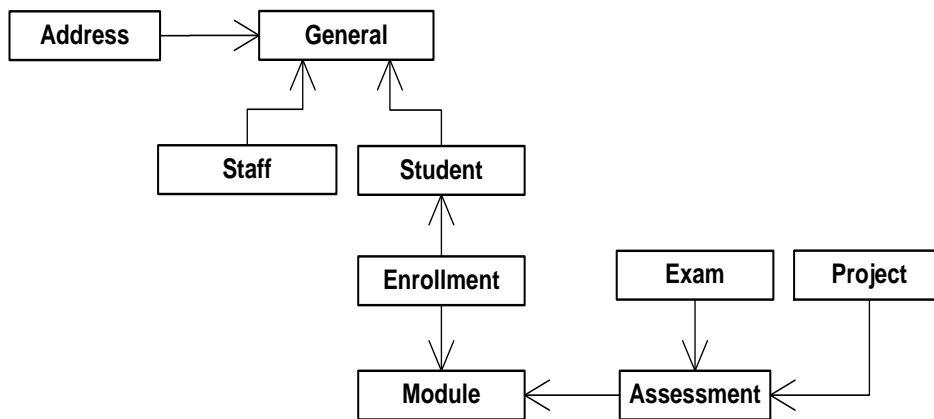 Address
General
Staff
Student
Enrollment
Exam
Project
Module
Assessment